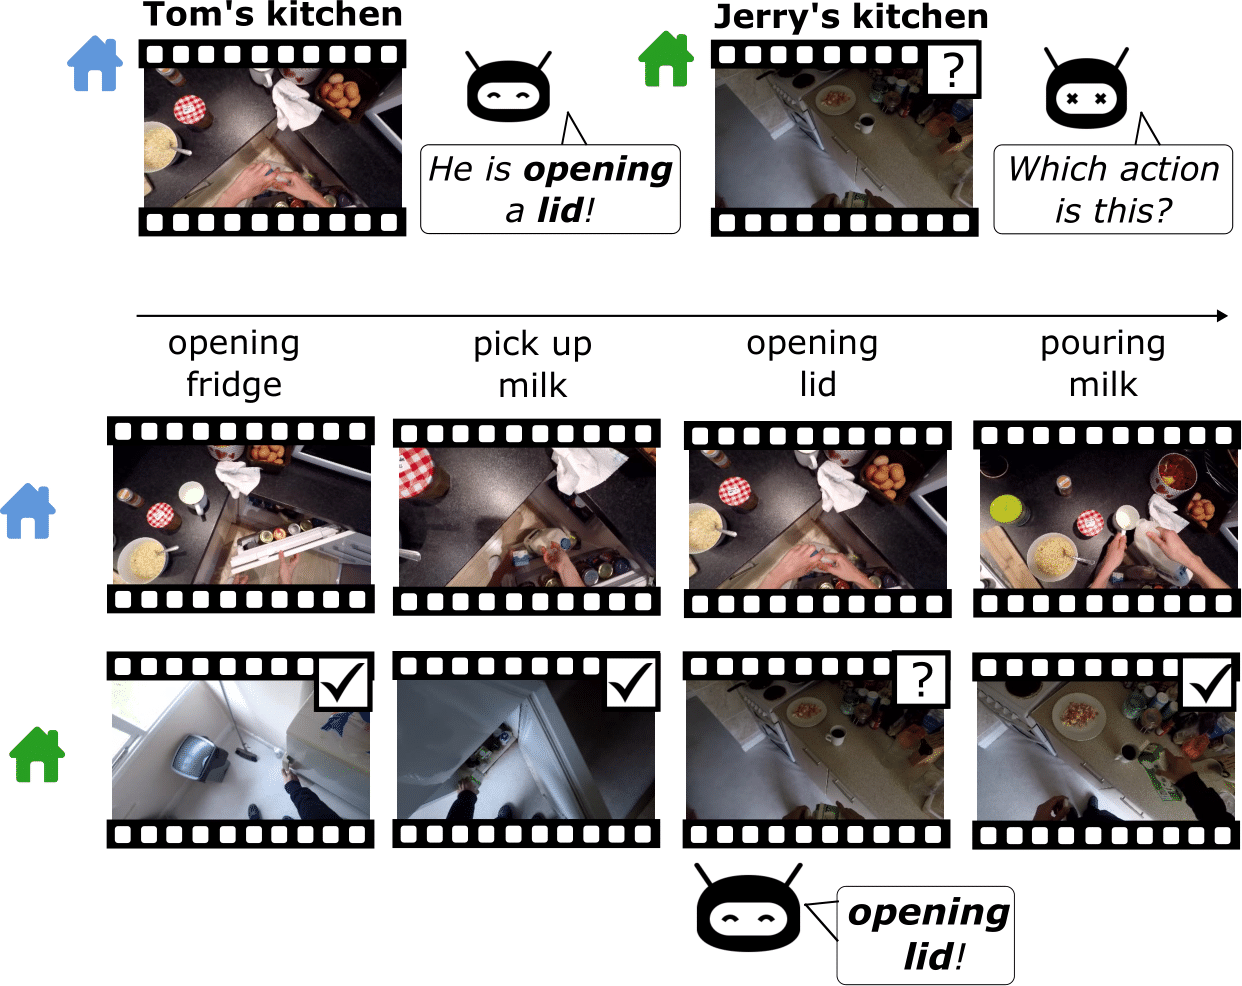 Tom's kitchen
Jerry's kitchen
?
He is opening
a lid!
Which action
is this?
opening
fridge
pick up
milk
opening
lid
pouring
milk
?
opening
lid!